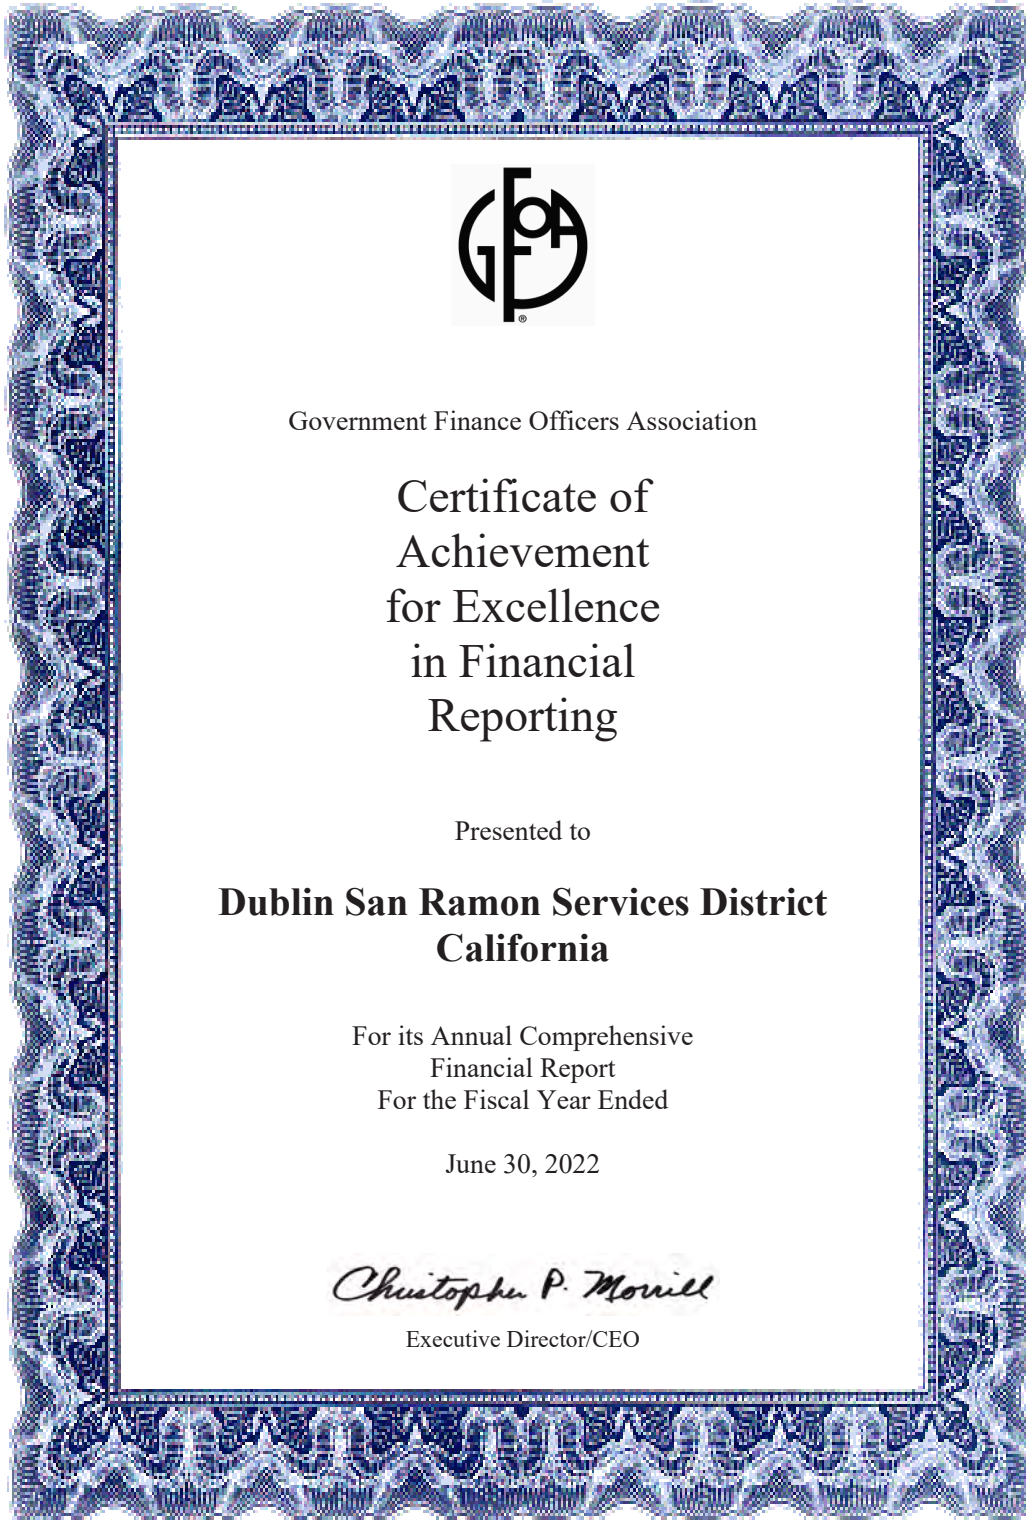 GFOA
®
Government Finance Officers Association
Certificate of
Achievement
for Excellence
in Financial
Reporting
Presented to
Dublin San Ramon Services District
California
For its Annual Comprehensive
Financial Report
For the Fiscal Year Ended
June 30, 2022
Christopher P. Morrill
Executive Director/CEO